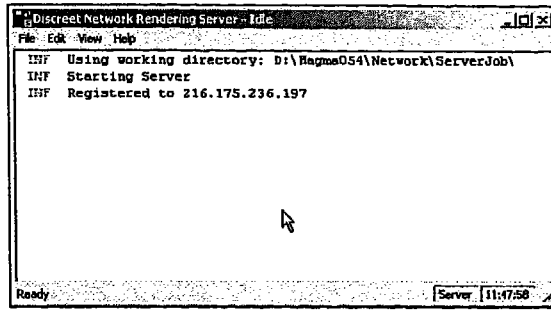 Discreet Network Rendering Server - Idle
File Edit View Help
INF Using working directory: D:\Magma054\Network\ServerJob\
INF Starting Server
INF Registered to 216.175.236.197
Ready Server 11:47:58